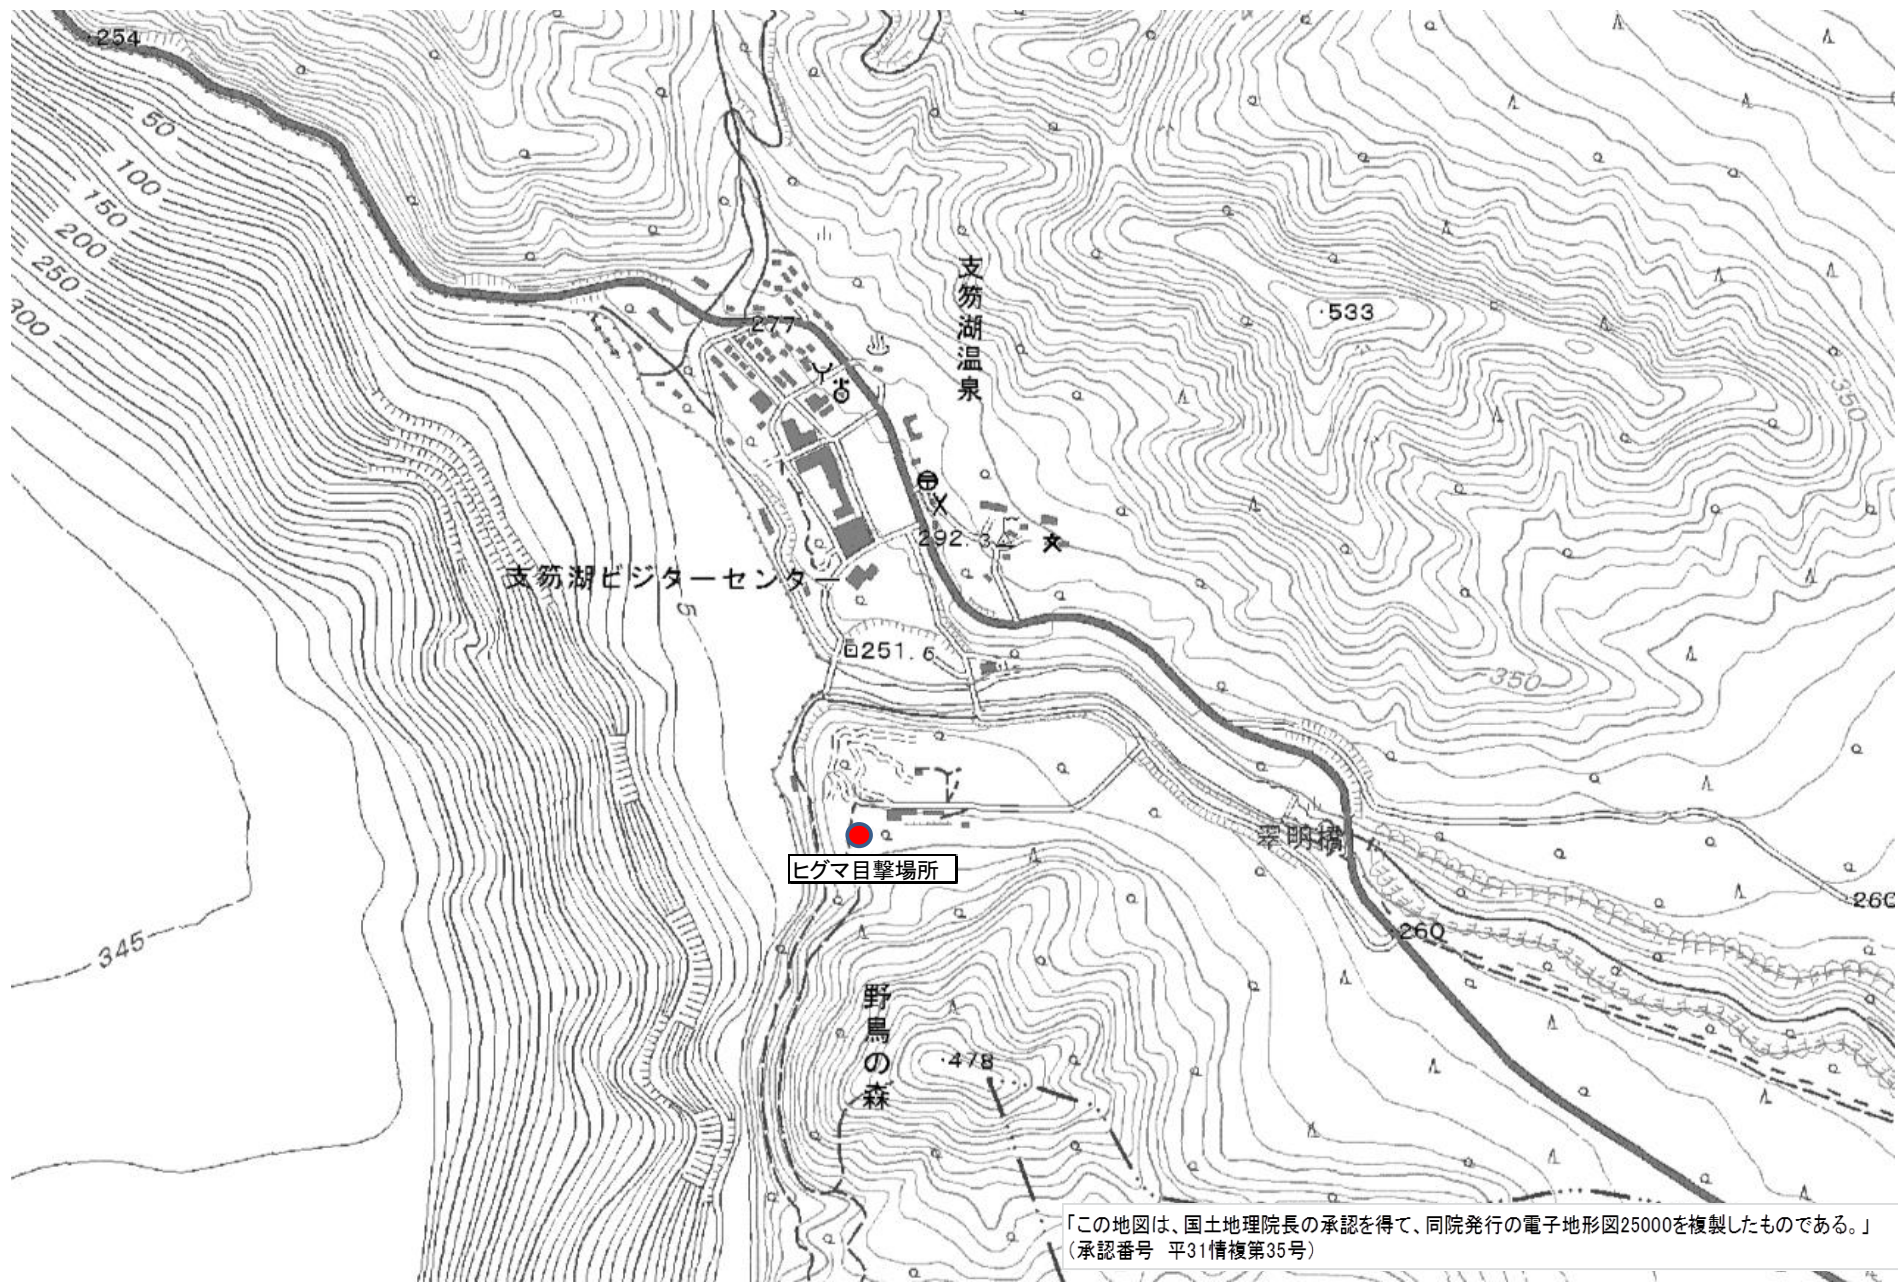 254
50
100
150
200
250
300
277
支笏湖温泉
533
350
292.3
支笏湖ビジターセンター
5
251.6
350
翠明橋
ヒグマ目撃場所
260
260
345
野鳥の森
478
「この地図は、国土地理院長の承認を得て、同院発行の電子地形図25000を複製したものである。」
(承認番号 平31情複第35号)